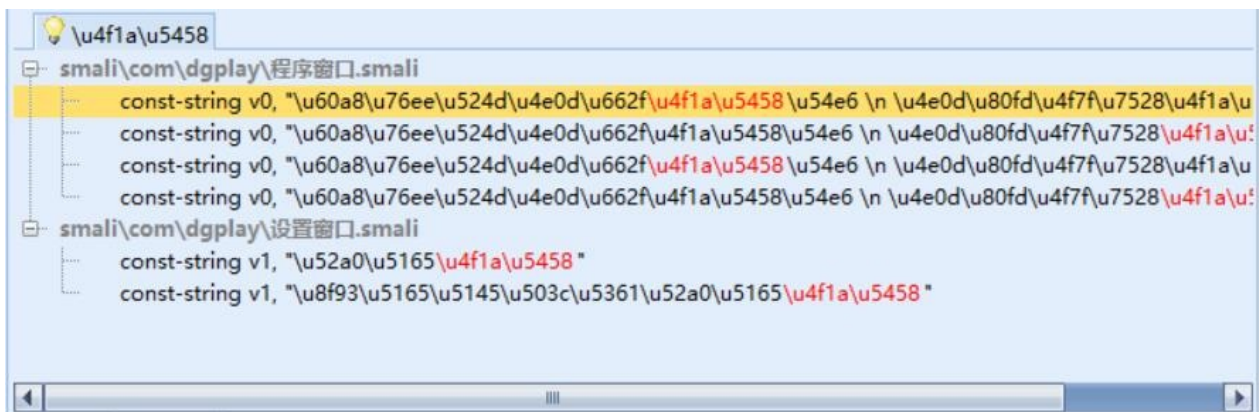 \u4f1a\u5458
smali\com\dgplay\程序窗口.smali
const-string v0, "\u60a8\u76ee\u524d\u4e0d\u662f\u4f1a\u5458 \u54e6 \n \u4e0d\u80fd\u4f7f\u7528\u4f1a\u
const-string v0, "\u60a8\u76ee\u524d\u4e0d\u662f\u4f1a\u5458\u54e6 \n \u4e0d\u80fd\u4f7f\u7528\u4f1a\u5
const-string v0, "\u60a8\u76ee\u524d\u4e0d\u662f\u4f1a\u5458 \u54e6 \n \u4e0d\u80fd\u4f7f\u7528\u4f1a\u
const-string v0, "\u60a8\u76ee\u524d\u4e0d\u662f\u4f1a\u5458\u54e6 \n \u4e0d\u80fd\u4f7f\u7528\u4f1a\u5
smali\com\dgplay\设置窗口.smali
const-string v1, "\u52a0\u5165\u4f1a\u5458 "
const-string v1, "\u8f93\u5165\u5145\u503c\u5361\u52a0\u5165\u4f1a\u5458 "